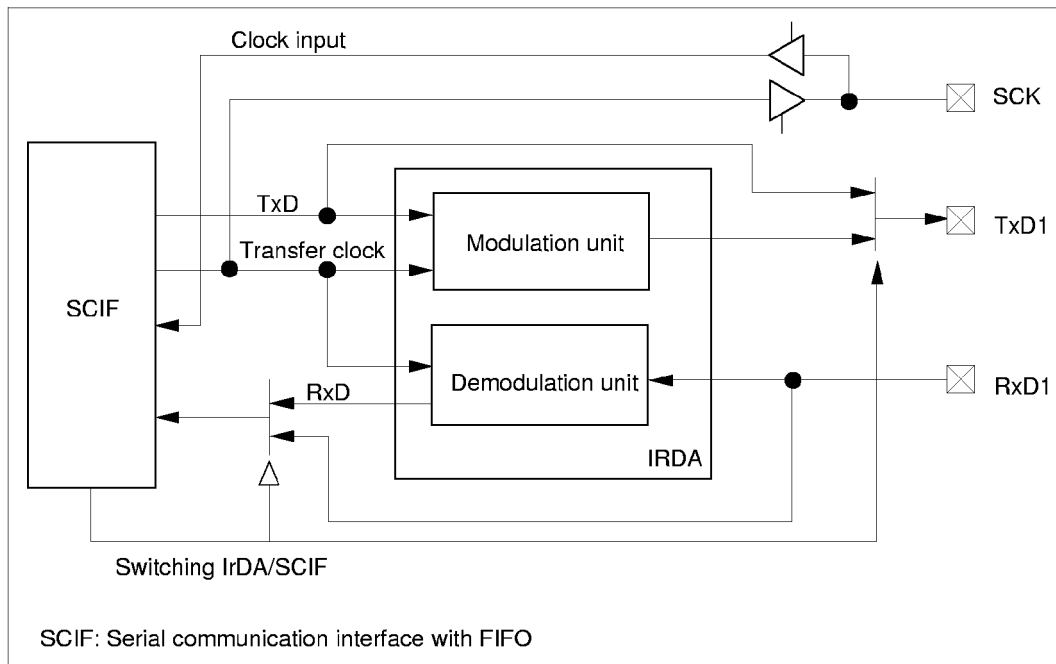 Clock input
SCK
TxD
TxD1
Modulation unit
Transfer clock
SCIF
Demodulation unit
RxD
RxD1
IRDA
Switching IrDA/SCIF
SCIF: Serial communication interface with FIFO